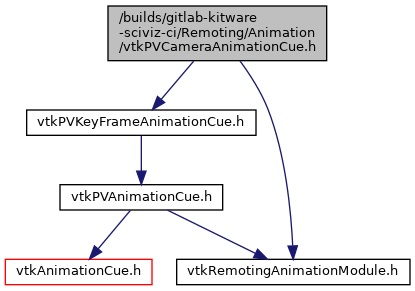 /builds/gitlab-kitware
-sciviz-ci/Remoting/Animation
/vtkPVCameraAnimationCue.h
vtkPVKeyFrameAnimationCue.h
vtkPVAnimationCue.h
vtkAnimationCue.h
vtkRemotingAnimationModule.h